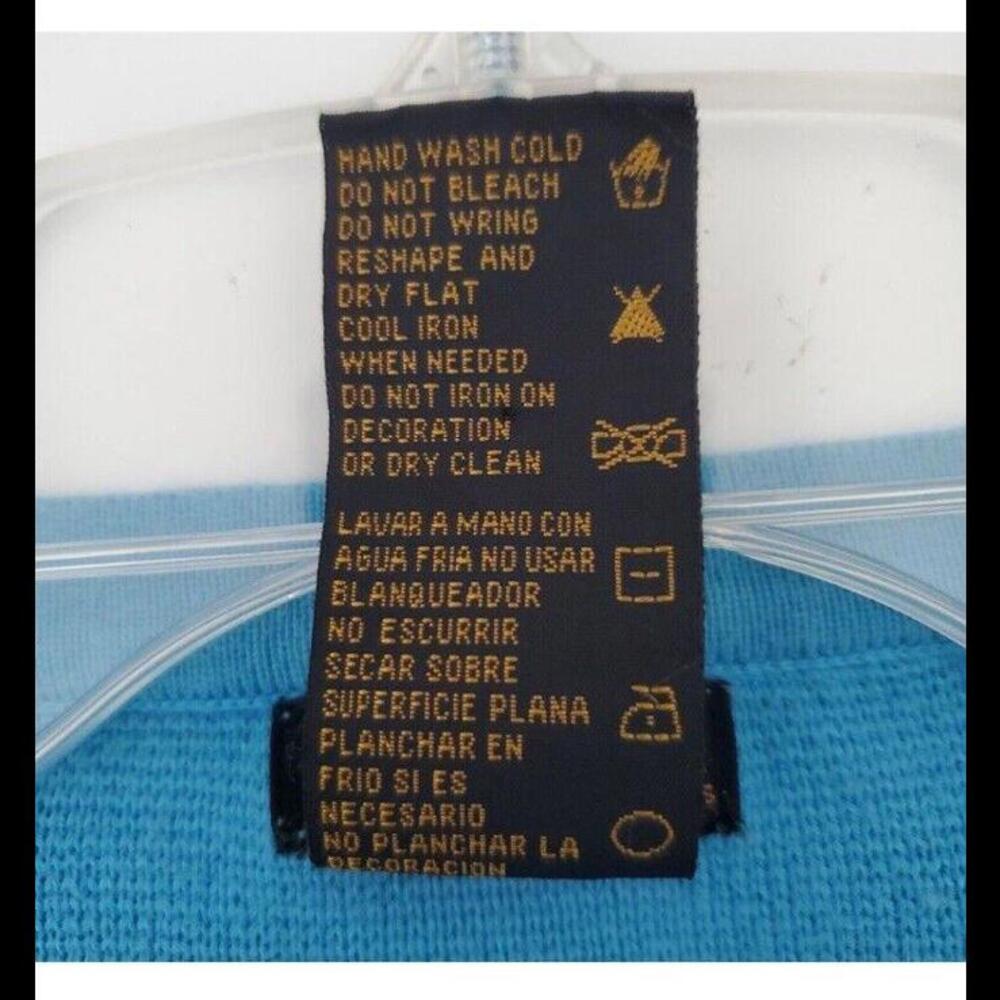 HAND WASH COLD
DO NOT BLEACH
DO NOT WRING
RESHAPE AND
DRY FLAT
COOL IRON
WHEN NEEDED
DO NOT IRON ON
DECORATION
OR DRY CLEAN
LAVAR A MANO CON
AGUA FRIA NO USAR
BLANQUEADOR
NO ESCURRIR
SECAR SOBRE
SUPERFICIE PLANA
PLANCHAR EN
FRIO SI ES
NECESARIO
NO PLANCHAR LA
DECORACION
S